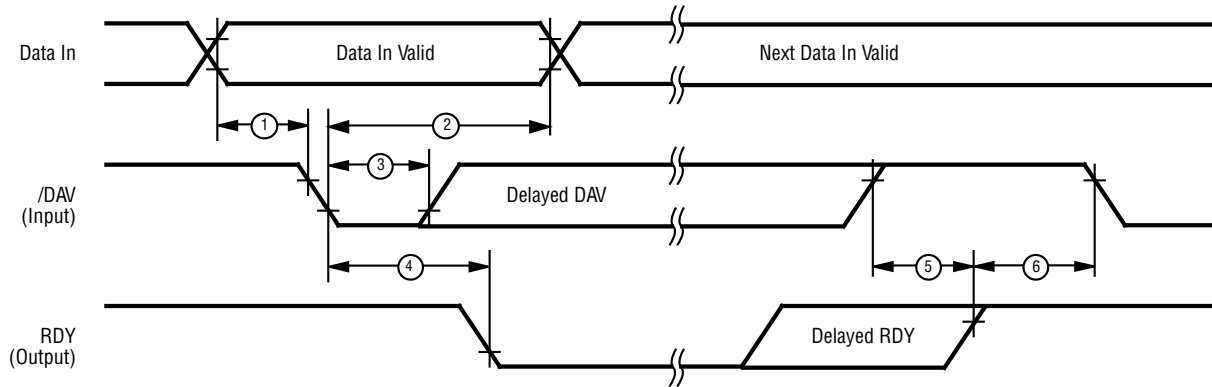 Data In
Data In Valid
Next Data In Valid
1
2
3
/DAV
(Input)
Delayed DAV
4
5
6
RDY
(Output)
Delayed RDY